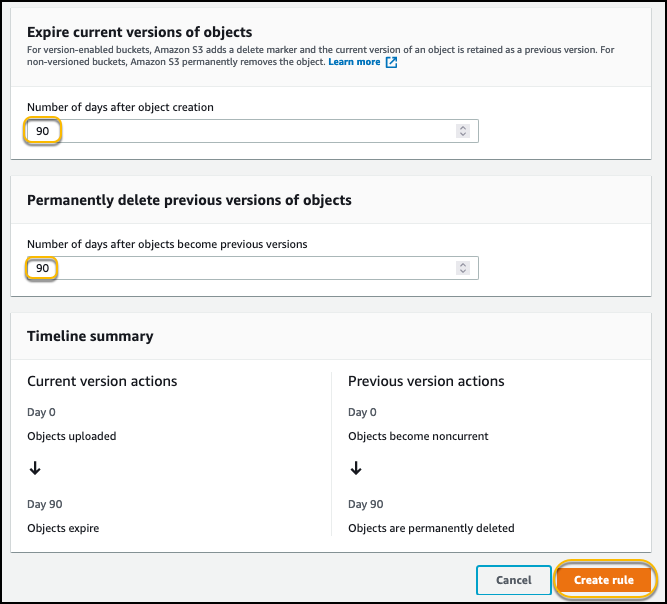 Expire current versions of objects
For version-enabled buckets, Amazon S3 adds a delete marker and the current version of an object is retained as a previous version. For
non-versioned buckets, Amazon S3 permanently removes the object. Learn more
Number of days after object creation
90
Permanently delete previous versions of objects
Number of days after objects become previous versions
90
Timeline summary
Current version actions
Day 0
Objects uploaded
Day 90
Objects expire
Previous version actions
Day 0
Objects become noncurrent
Day 90
Objects are permanently deleted
Cancel
Create rule